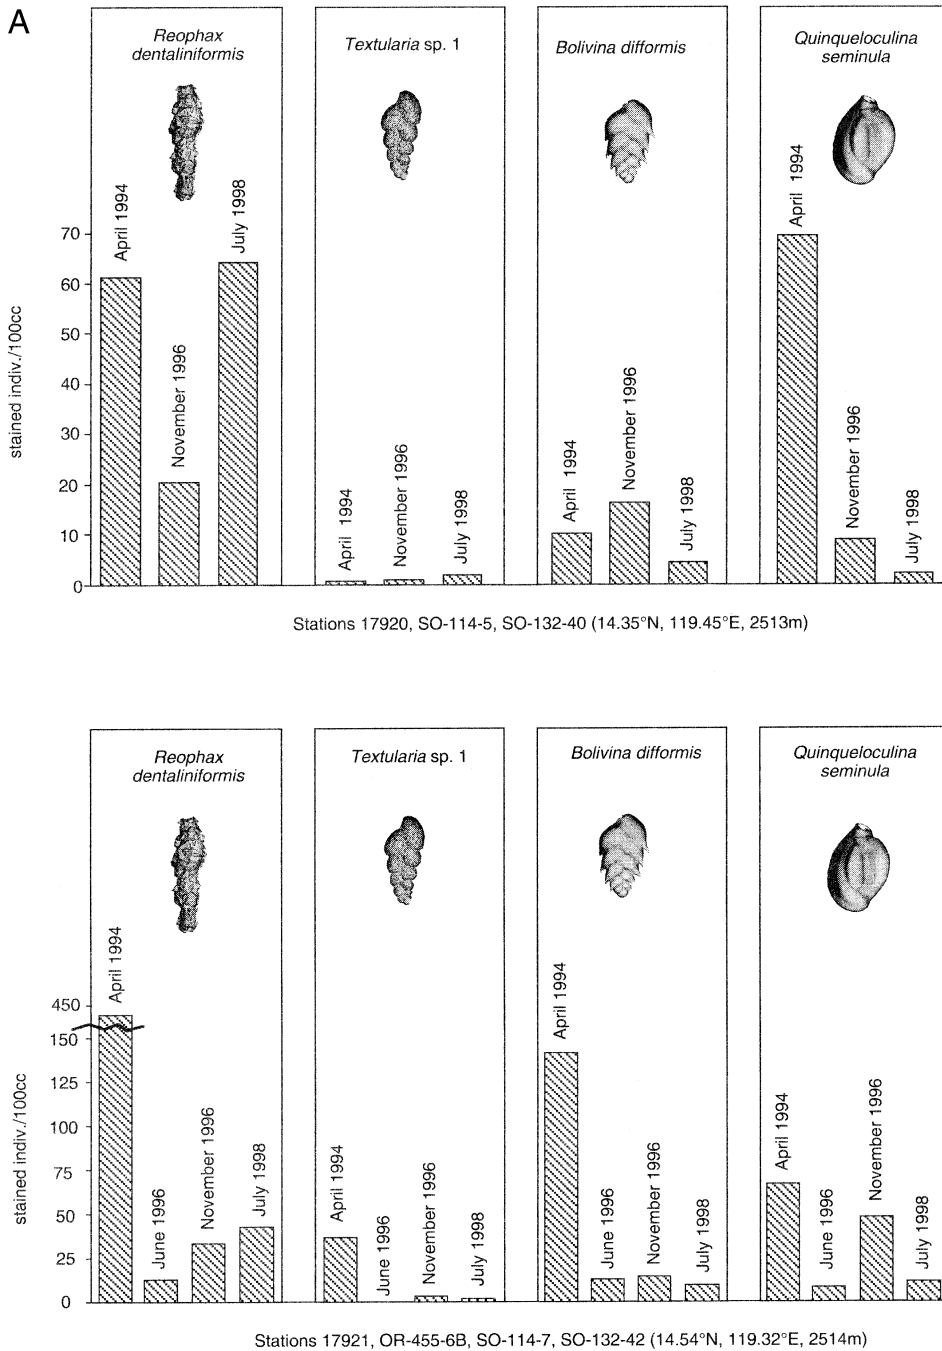 A
Reophax
dentaliniformis
Textularia sp. 1
Bolivina difformis
Quinqueloculina
seminula
stained indiv./100cc
70
60
50
40
30
20
10
0
April 1994
November 1996
July 1998
April 1994
November 1996
July 1998
April 1994
November 1996
July 1998
April 1994
November 1996
July 1998
Stations 17920, SO-114-5, SO-132-40 (14.35°N, 119.45°E, 2513m)
Reophax
dentaliniformis
Textularia sp. 1
Bolivina difformis
Quinqueloculina
seminula
stained indiv./100cc
450
150
125
100
75
50
25
0
April 1994
June 1996
November 1996
July 1998
April 1994
June 1996
November 1996
July 1998
April 1994
June 1996
November 1996
July 1998
April 1994
June 1996
November 1996
July 1998
Stations 17921, OR-455-6B, SO-114-7, SO-132-42 (14.54°N, 119.32°E, 2514m)